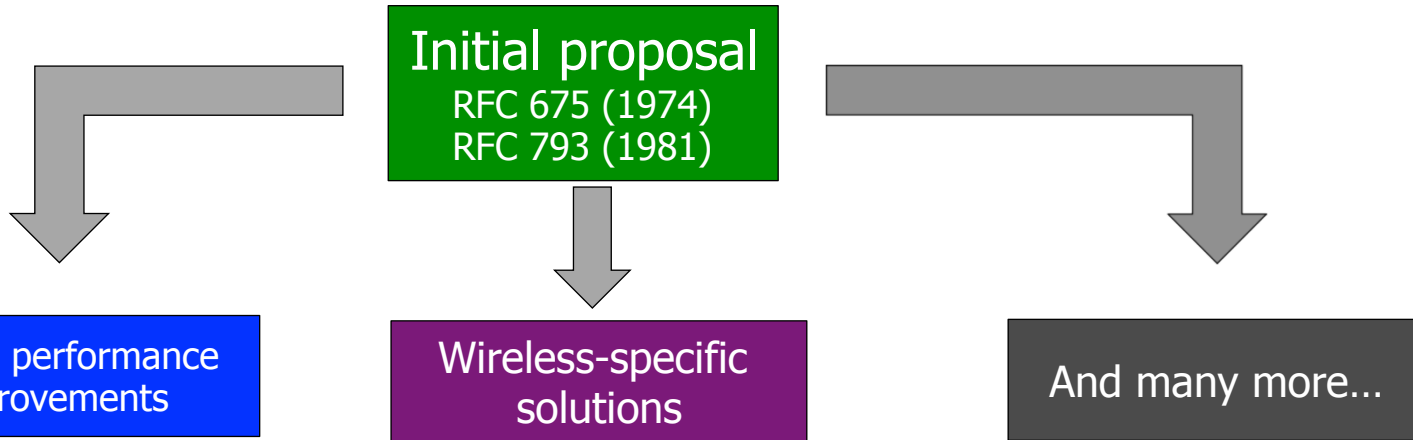 Initial proposal
RFC 675 (1974)
RFC 793 (1981)
performance
rovements
Wireless-specific
solutions
And many more…